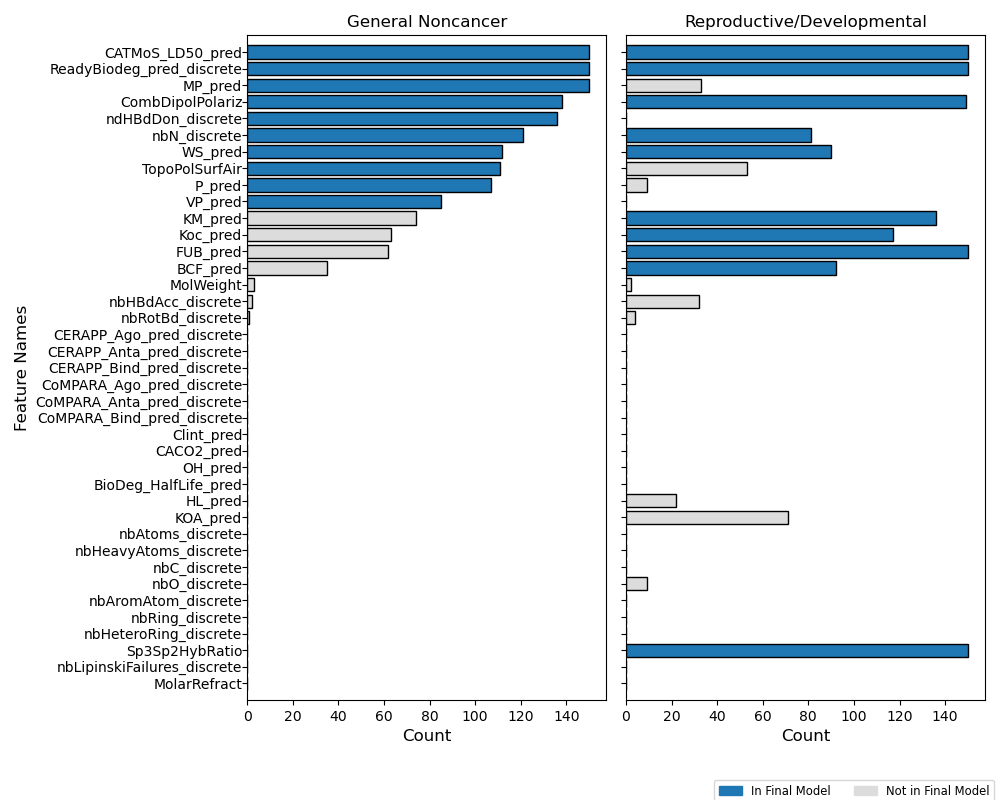 General Noncancer
Reproductive/Developmental
Feature Names
CATMoS_LD50_pred
ReadyBiodeg_pred_discrete
MP_pred
CombDipolPolariz
ndHBdDon_discrete
nbN_discrete
WS_pred
TopoPolSurfAir
P_pred
VP_pred
KM_pred
Koc_pred
FUB_pred
BCF_pred
MolWeight
nbHBdAcc_discrete
nbRotBd_discrete
CERAPP_Ago_pred_discrete
CERAPP_Anta_pred_discrete
CERAPP_Bind_pred_discrete
CoMPARA_Ago_pred_discrete
CoMPARA_Anta_pred_discrete
CoMPARA_Bind_pred_discrete
Clint_pred
CACO2_pred
OH_pred
BioDeg_HalfLife_pred
HL_pred
KOA_pred
nbAtoms_discrete
nbHeavyAtoms_discrete
nbC_discrete
nbO_discrete
nbAromAtom_discrete
nbRing_discrete
nbHeteroRing_discrete
Sp3Sp2HybRatio
nbLipinskiFailures_discrete
MolarRefract
0 20 40 60 80 100 120 140
0 20 40 60 80 100 120 140
Count
Count
In Final Model
Not in Final Model